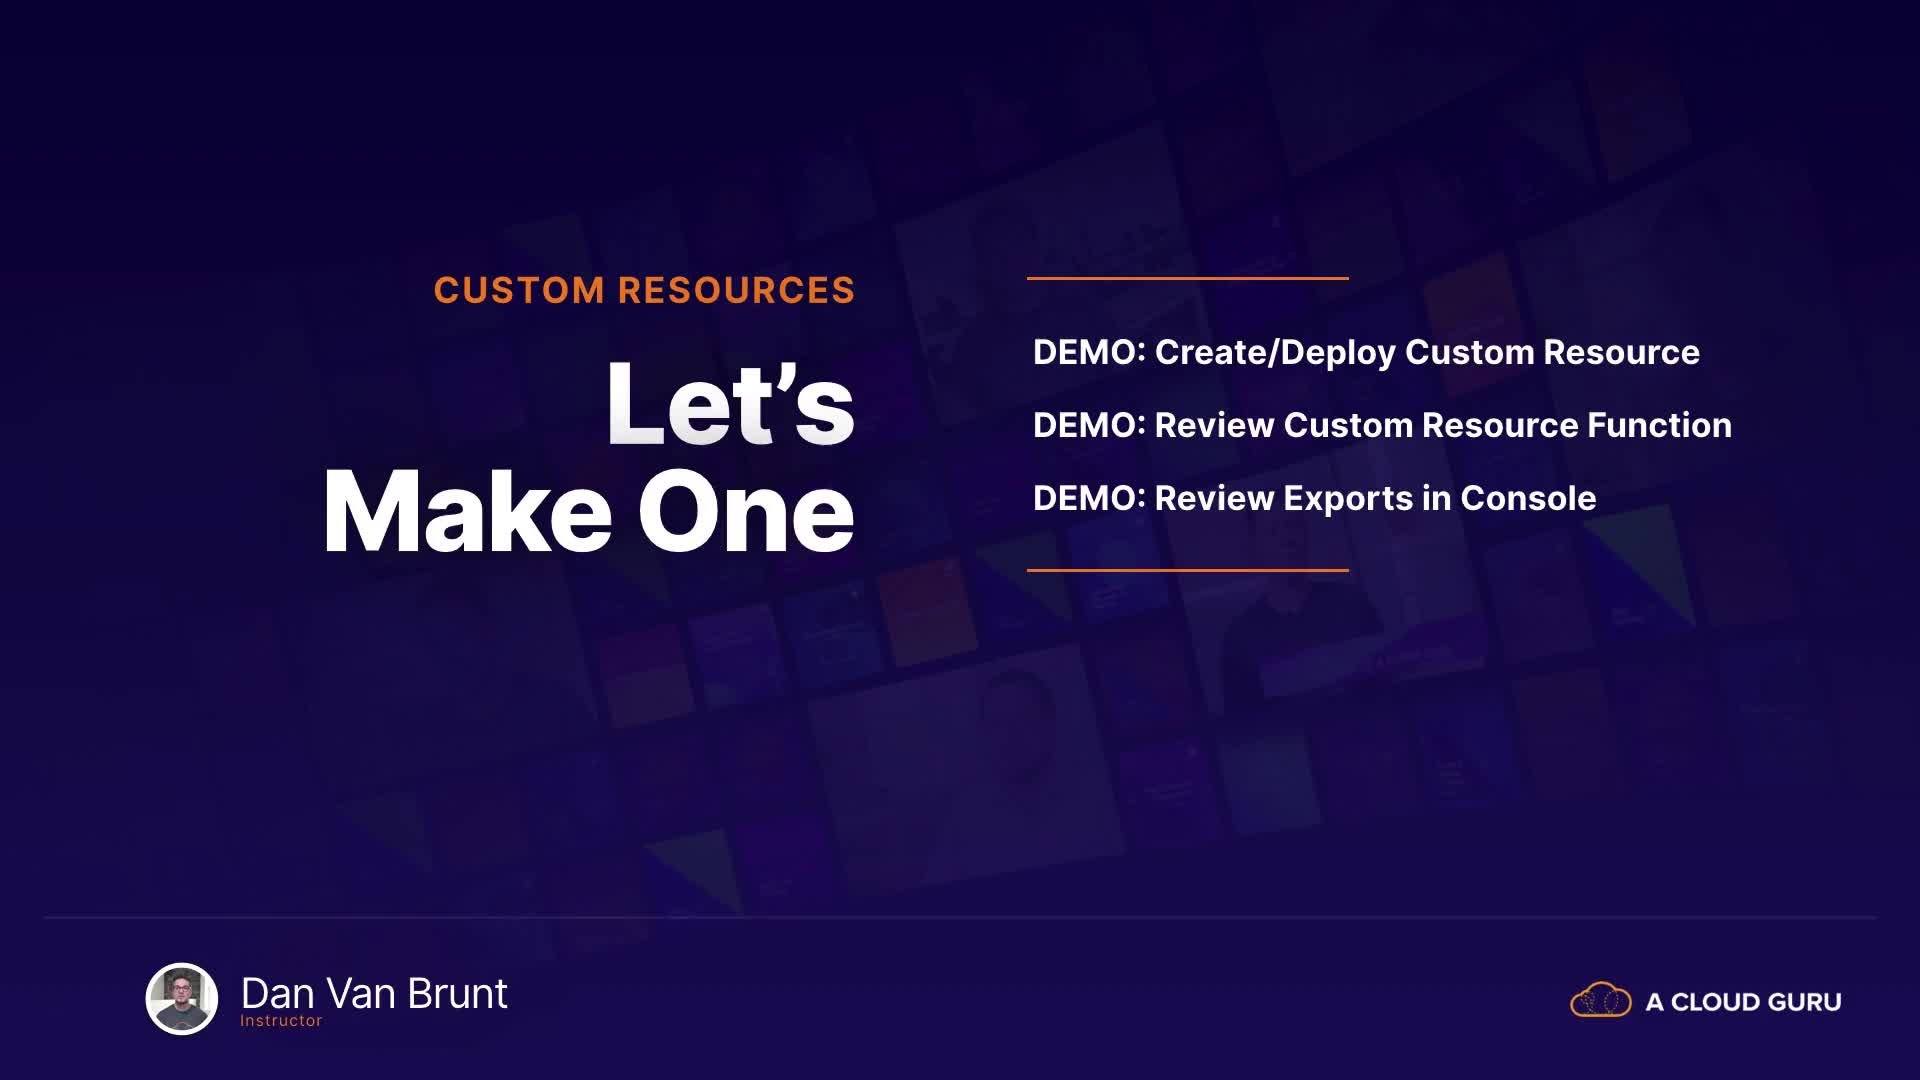 CUSTOM RESOURCES
Let’s
Make One
DEMO: Create/Deploy Custom Resource
DEMO: Review Custom Resource Function
DEMO: Review Exports in Console
Dan Van Brunt
Instructor
A CLOUD GURU